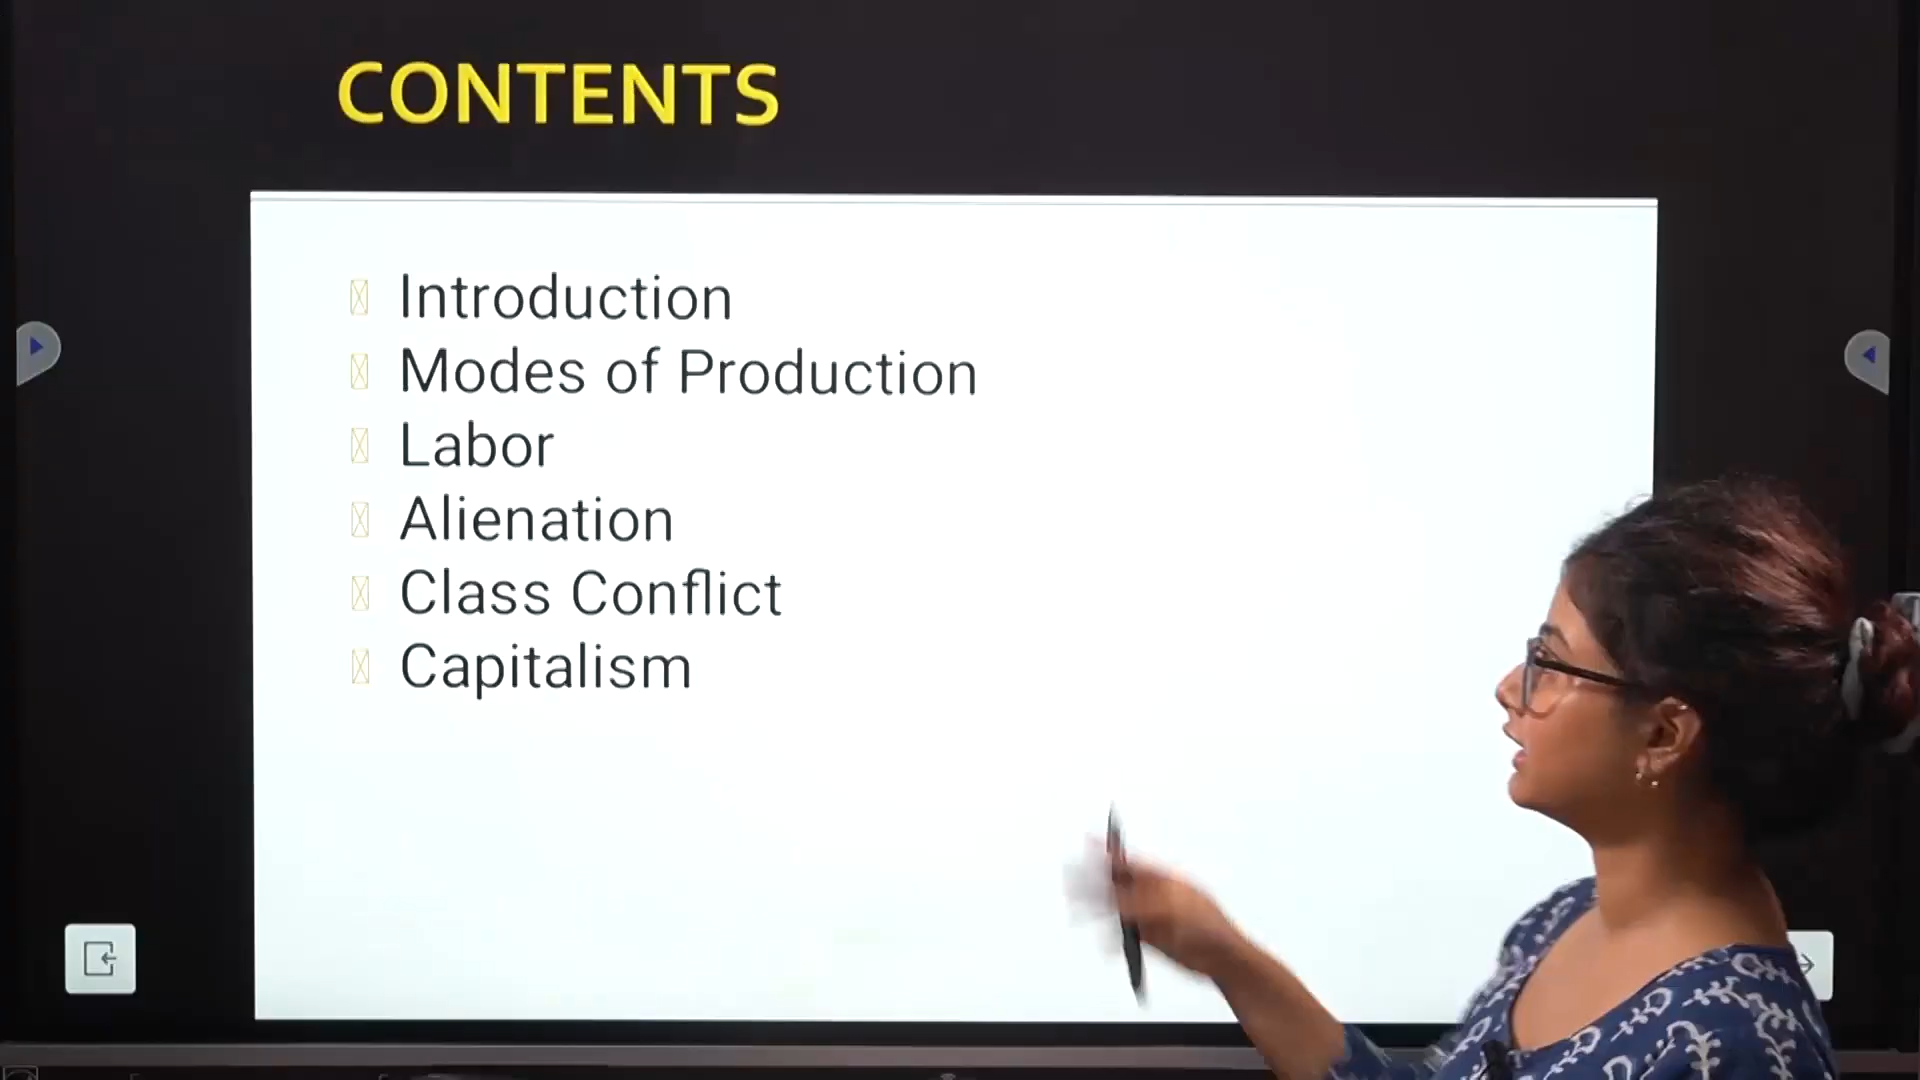 CONTENTS
Introduction
Modes of Production
Labor
Alienation
Class Conflict
Capitalism